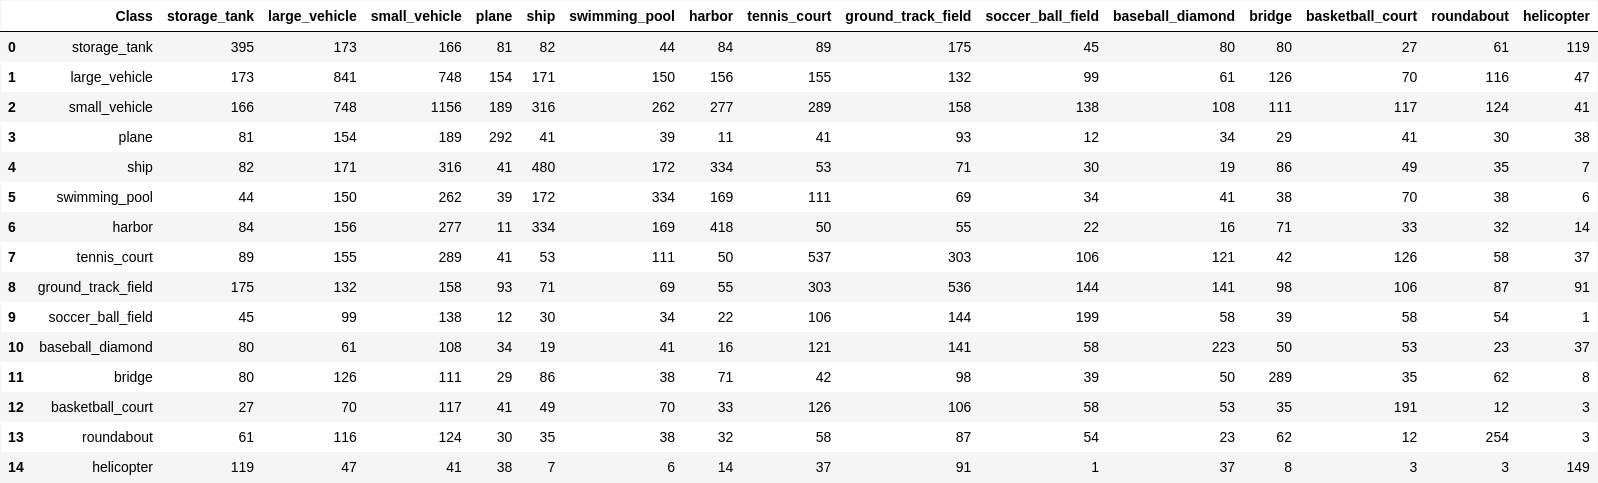 Class storage_tank large_vehicle small_vehicle plane ship swimming_pool harbor tennis_court ground_track_field soccer_ball_field baseball_diamond bridge basketball_court roundabout helicopter
0 storage_tank 395 173 166 81 82 44 84 89 175 45 80 80 27 61 119
1 large_vehicle 173 841 748 154 171 150 156 155 132 99 61 126 70 116 47
2 small_vehicle 166 748 1156 189 316 262 277 289 158 138 108 111 117 124 41
3 plane 81 154 189 292 41 39 11 41 93 12 34 29 41 30 38
4 ship 82 171 316 41 480 172 334 53 71 30 19 86 49 35 7
5 swimming_pool 44 150 262 39 172 334 169 111 69 34 41 38 70 38 6
6 harbor 84 156 277 11 334 169 418 50 55 22 16 71 33 32 14
7 tennis_court 89 155 289 41 53 111 50 537 303 106 121 42 126 58 37
8 ground_track_field 175 132 158 93 71 69 55 303 536 144 141 98 106 87 91
9 soccer_ball_field 45 99 138 12 30 34 22 106 144 199 58 39 58 54 1
10 baseball_diamond 80 61 108 34 19 41 16 121 141 58 223 50 53 23 37
11 bridge 80 126 111 29 86 38 71 42 98 39 50 289 35 62 8
12 basketball_court 27 70 117 41 49 70 33 126 106 58 53 35 191 12 3
13 roundabout 61 116 124 30 35 38 32 58 87 54 23 62 12 254 3
14 helicopter 119 47 41 38 7 6 14 37 91 1 37 8 3 3 149